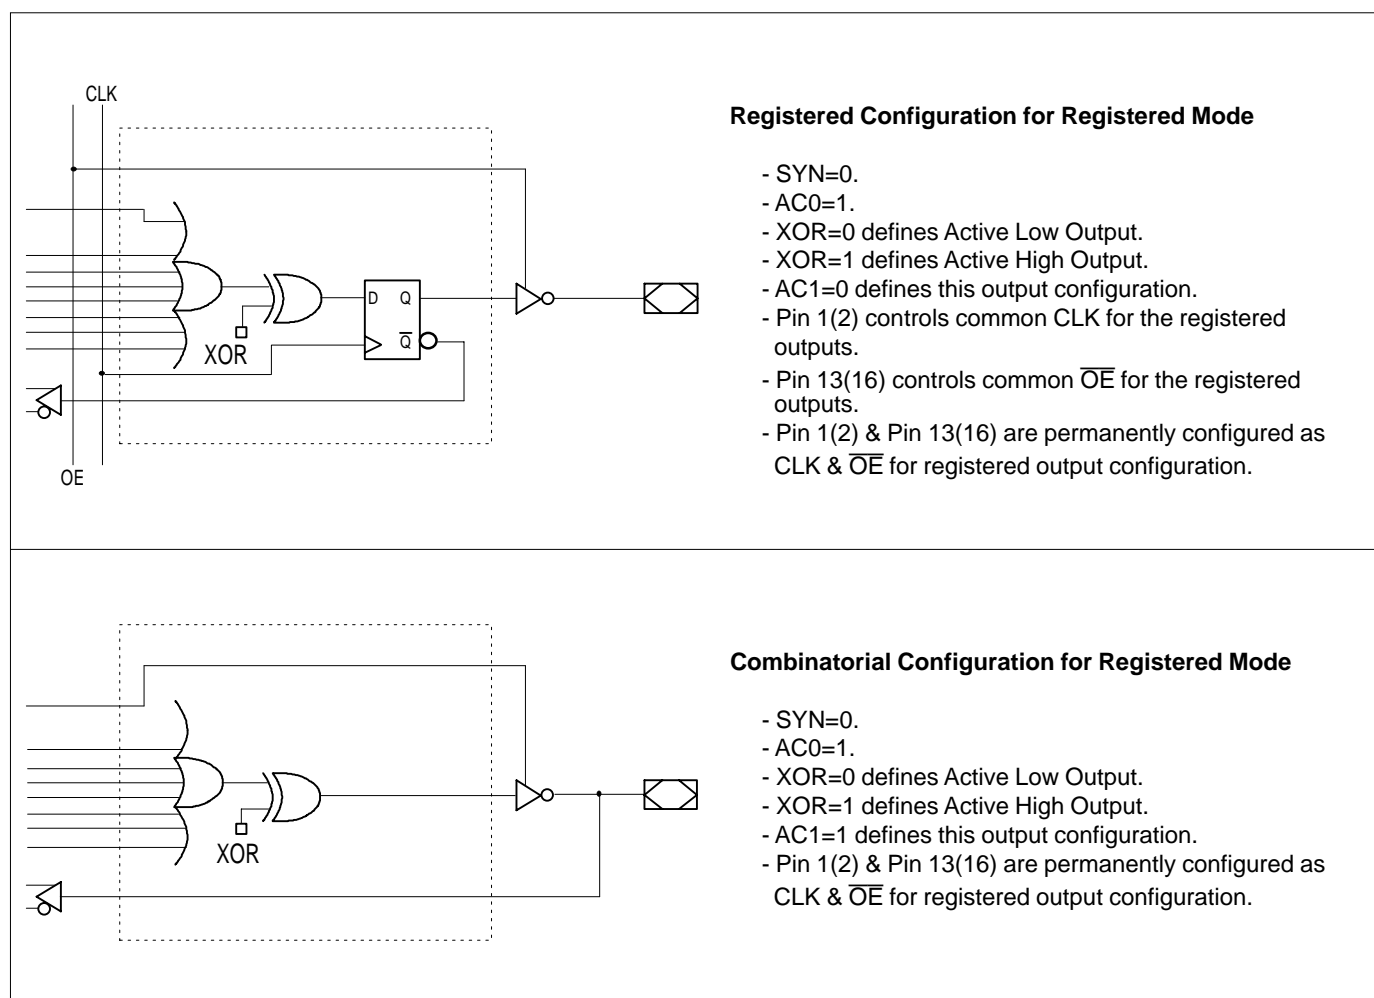 CLK
D Q
Q̅
XOR
OE
Registered Configuration for Registered Mode
- SYN=0.
- AC0=1.
- XOR=0 defines Active Low Output.
- XOR=1 defines Active High Output.
- AC1=0 defines this output configuration.
- Pin 1(2) controls common CLK for the registered
outputs.
- Pin 13(16) controls common O̅E̅ for the registered
outputs.
- Pin 1(2) & Pin 13(16) are permanently configured as
CLK & O̅E̅ for registered output configuration.
XOR
Combinatorial Configuration for Registered Mode
- SYN=0.
- AC0=1.
- XOR=0 defines Active Low Output.
- XOR=1 defines Active High Output.
- AC1=1 defines this output configuration.
- Pin 1(2) & Pin 13(16) are permanently configured as
CLK & O̅E̅ for registered output configuration.